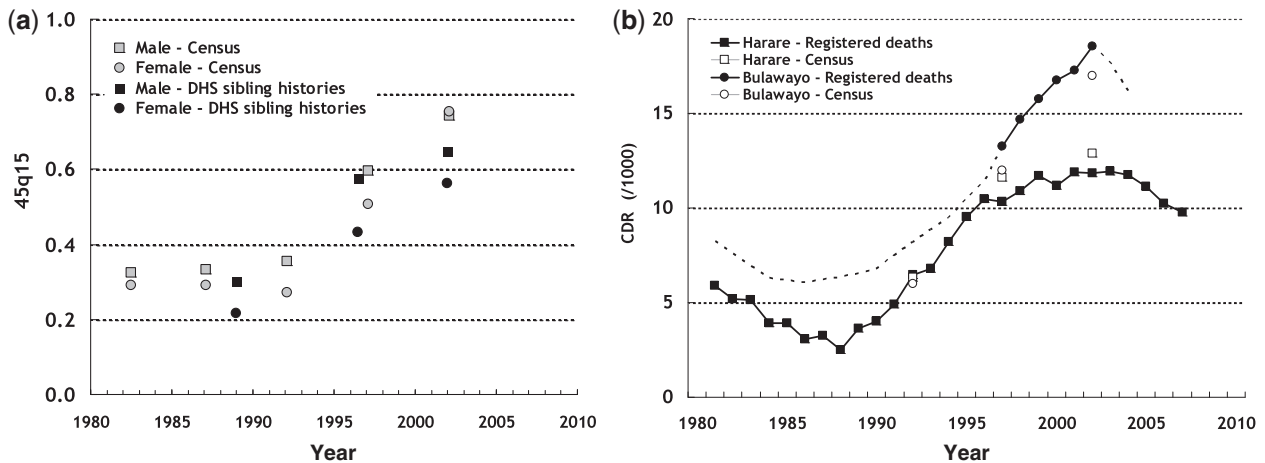 (a)
1.0
0.8
0.6
0.4
0.2
0.0
45q15
Male - Census
Female - Census
Male - DHS sibling histories
Female - DHS sibling histories
1980 1985 1990 1995 2000 2005 2010
Year
(b)
20
15
10
5
0
CDR (/1000)
Harare - Registered deaths
Harare - Census
Bulawayo - Registered deaths
Bulawayo - Census
1980 1985 1990 1995 2000 2005 2010
Year